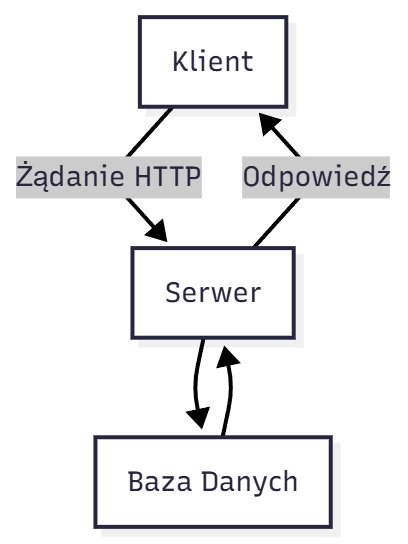 Klient
Żądanie HTTP
Odpowiedź
Serwer
Baza Danych